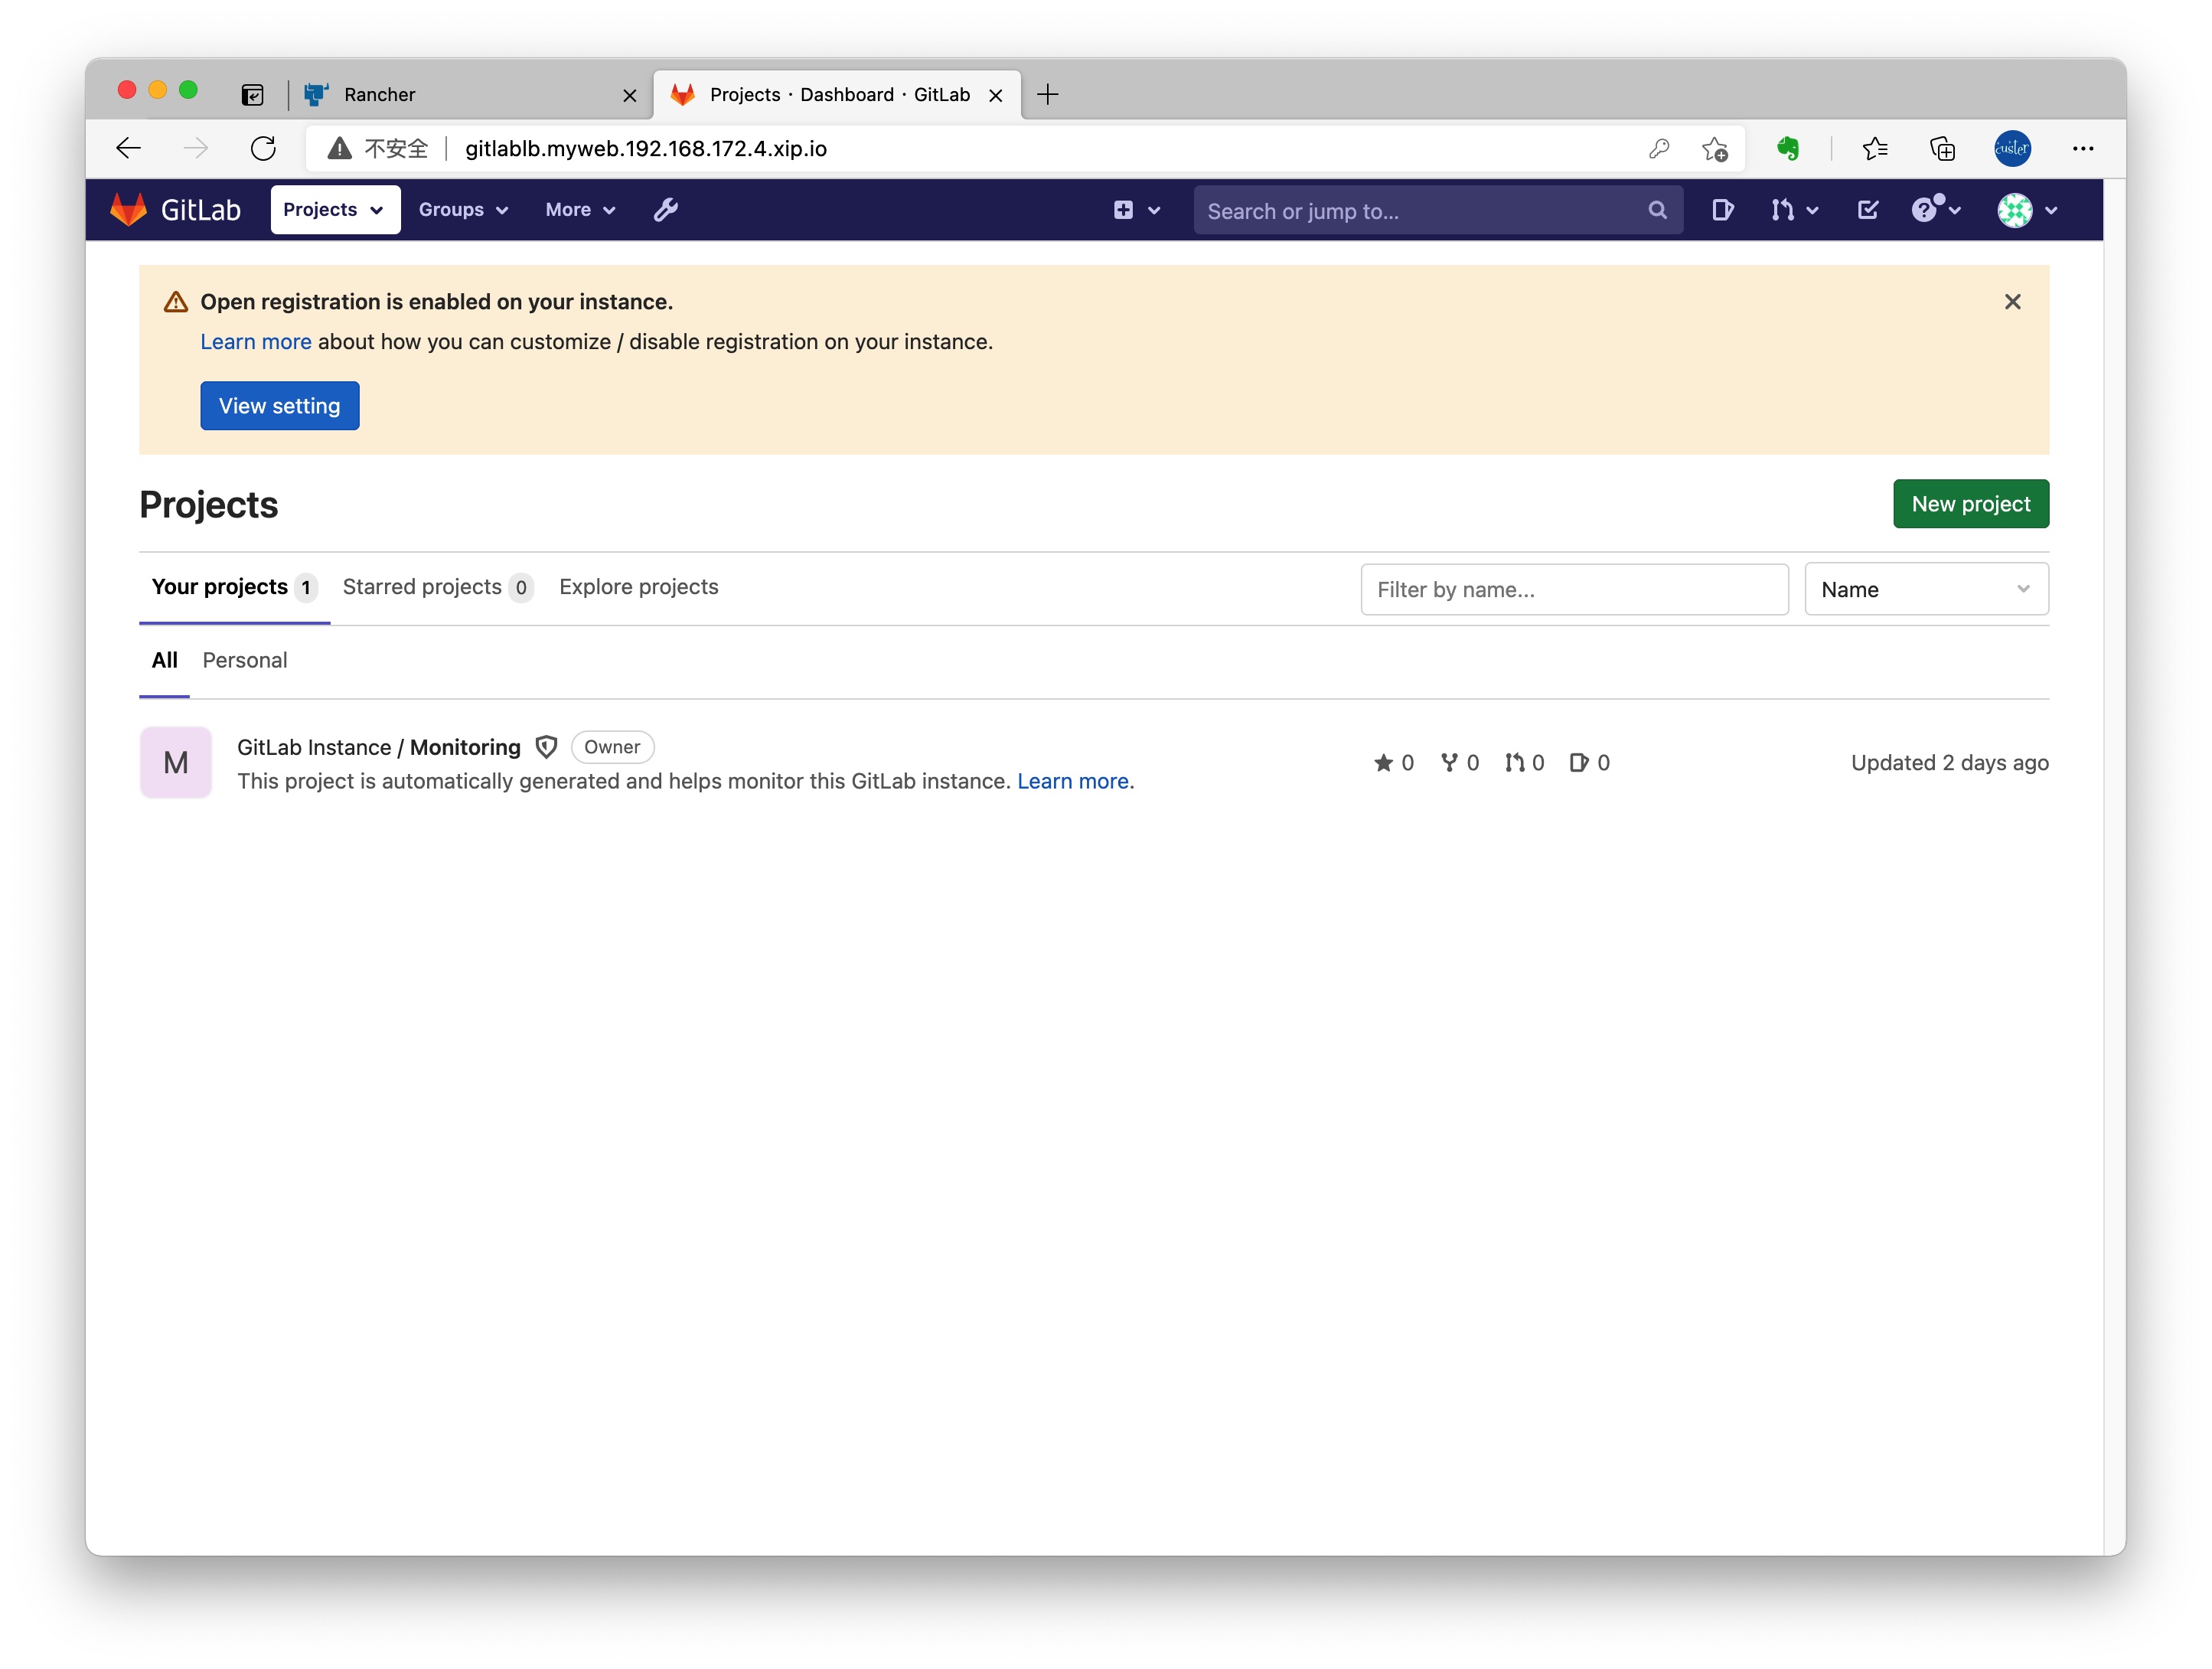 Rancher
Projects · Dashboard · GitLab
不安全 gitlablb.myweb.192.168.172.4.xip.io
custer
GitLab Projects Groups More Search or jump to...
Open registration is enabled on your instance.
Learn more about how you can customize / disable registration on your instance.
View setting
Projects
New project
Your projects 1 Starred projects 0 Explore projects Filter by name... Name
All Personal
M
GitLab Instance / Monitoring Owner
This project is automatically generated and helps monitor this GitLab instance. Learn more.
0 0 0 0
Updated 2 days ago